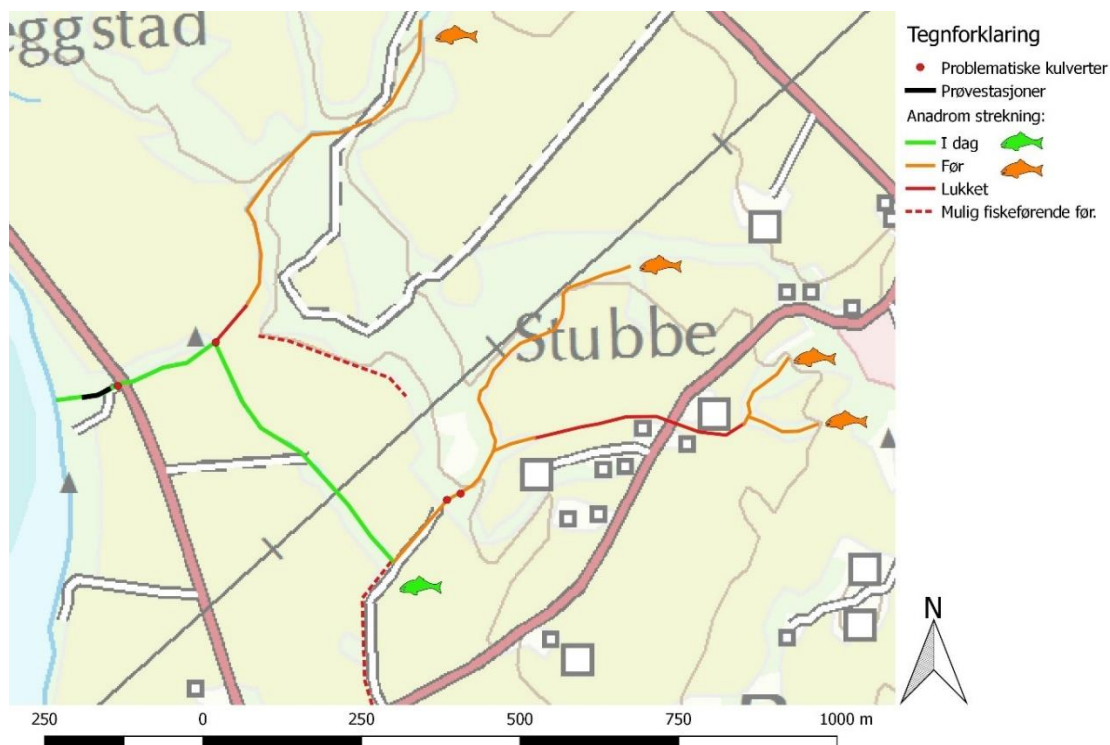 eggstad
Stubbe
Tegnforklaring
Problematiske kulverter
Prøvestasjoner
Anadrom strekning:
I dag
Før
Lukket
Mulig fiskeførende før.
N
250 0 250 500 750 1000 m